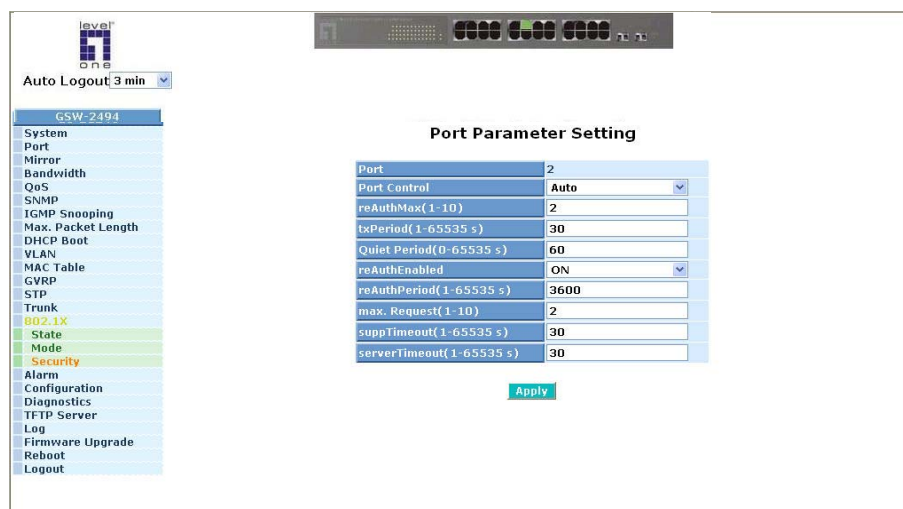 level
one
Auto Logout 3 min
GSW-2494
System
Port
Mirror
Bandwidth
QoS
SNMP
IGMP Snooping
Max. Packet Length
DHCP Boot
VLAN
MAC Table
GVRP
STP
Trunk
802.1X
State
Mode
Security
Alarm
Configuration
Diagnostics
TFTP Server
Log
Firmware Upgrade
Reboot
Logout
Port Parameter Setting
Port 2
Port Control Auto
reAuthMax(1-10) 2
txPeriod(1-65535 s) 30
Quiet Period(0-65535 s) 60
reAuthEnabled ON
reAuthPeriod(1-65535 s) 3600
max. Request(1-10) 2
suppTimeout(1-65535 s) 30
serverTimeout(1-65535 s) 30
Apply